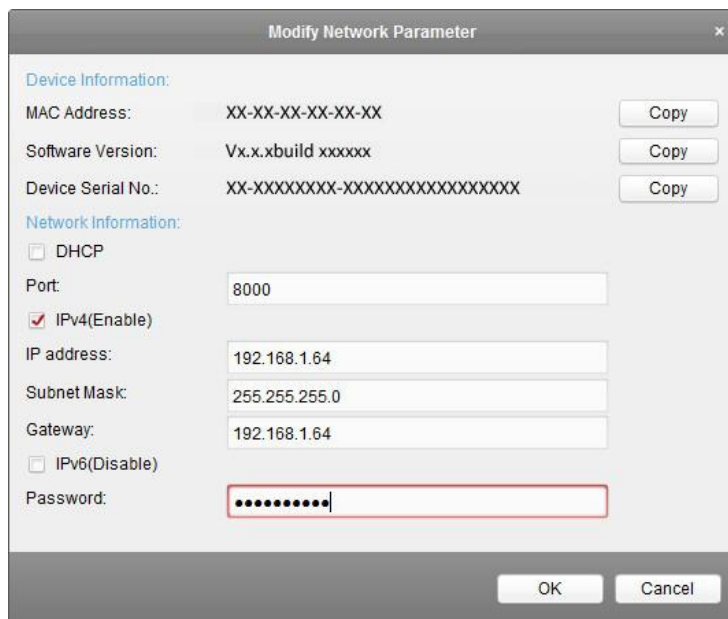 Modify Network Parameter ×
Device Information:
MAC Address: XX-XX-XX-XX-XX-XX Copy
Software Version: Vx.x.xbuild xxxxxx Copy
Device Serial No.: XX-XXXXXXXX-XXXXXXXXXXXXXXXXX Copy
Network Information:
DHCP
Port: 8000
IPv4(Enable)
IP address: 192.168.1.64
Subnet Mask: 255.255.255.0
Gateway: 192.168.1.64
IPv6(Disable)
Password: ●●●●●●●●●●
OK Cancel